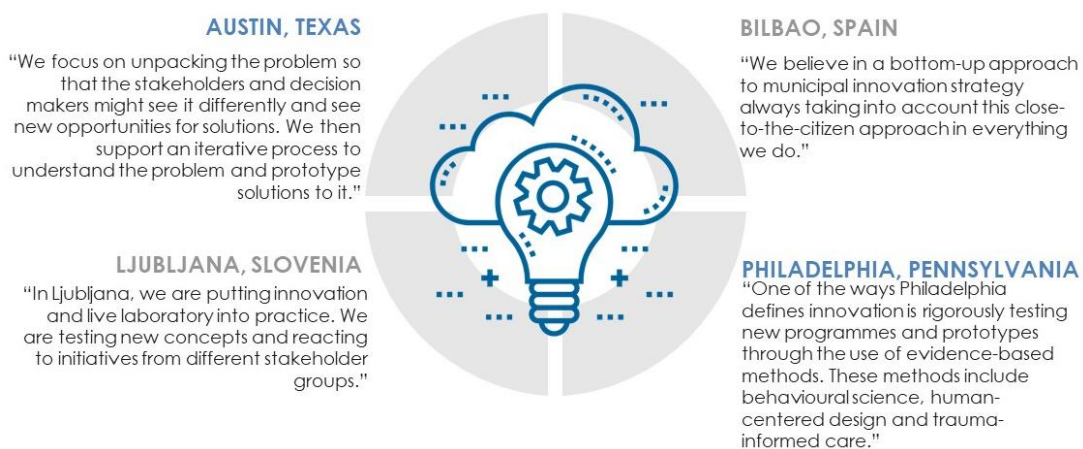 AUSTIN, TEXAS
“We focus on unpacking the problem so
that the stakeholders and decision
makers might see it differently and see
new opportunities for solutions. We then
support an iterative process to
understand the problem and prototype
solutions to it.”
BILBAO, SPAIN
“We believe in a bottom-up approach
to municipal innovation strategy
always taking into account this close-
to-the-citizen approach in everything
we do.”
LJUBLJANA, SLOVENIA
“In Ljubljana, we are putting innovation
and live laboratory into practice. We
are testing new concepts and reacting
to initiatives from different stakeholder
groups.”
PHILADELPHIA, PENNSYLVANIA
“One of the ways Philadelphia
defines innovation is rigorously testing
new programmes and prototypes
through the use of evidence-based
methods. These methods include
behavioural science, human-
centered design and trauma-
informed care.”